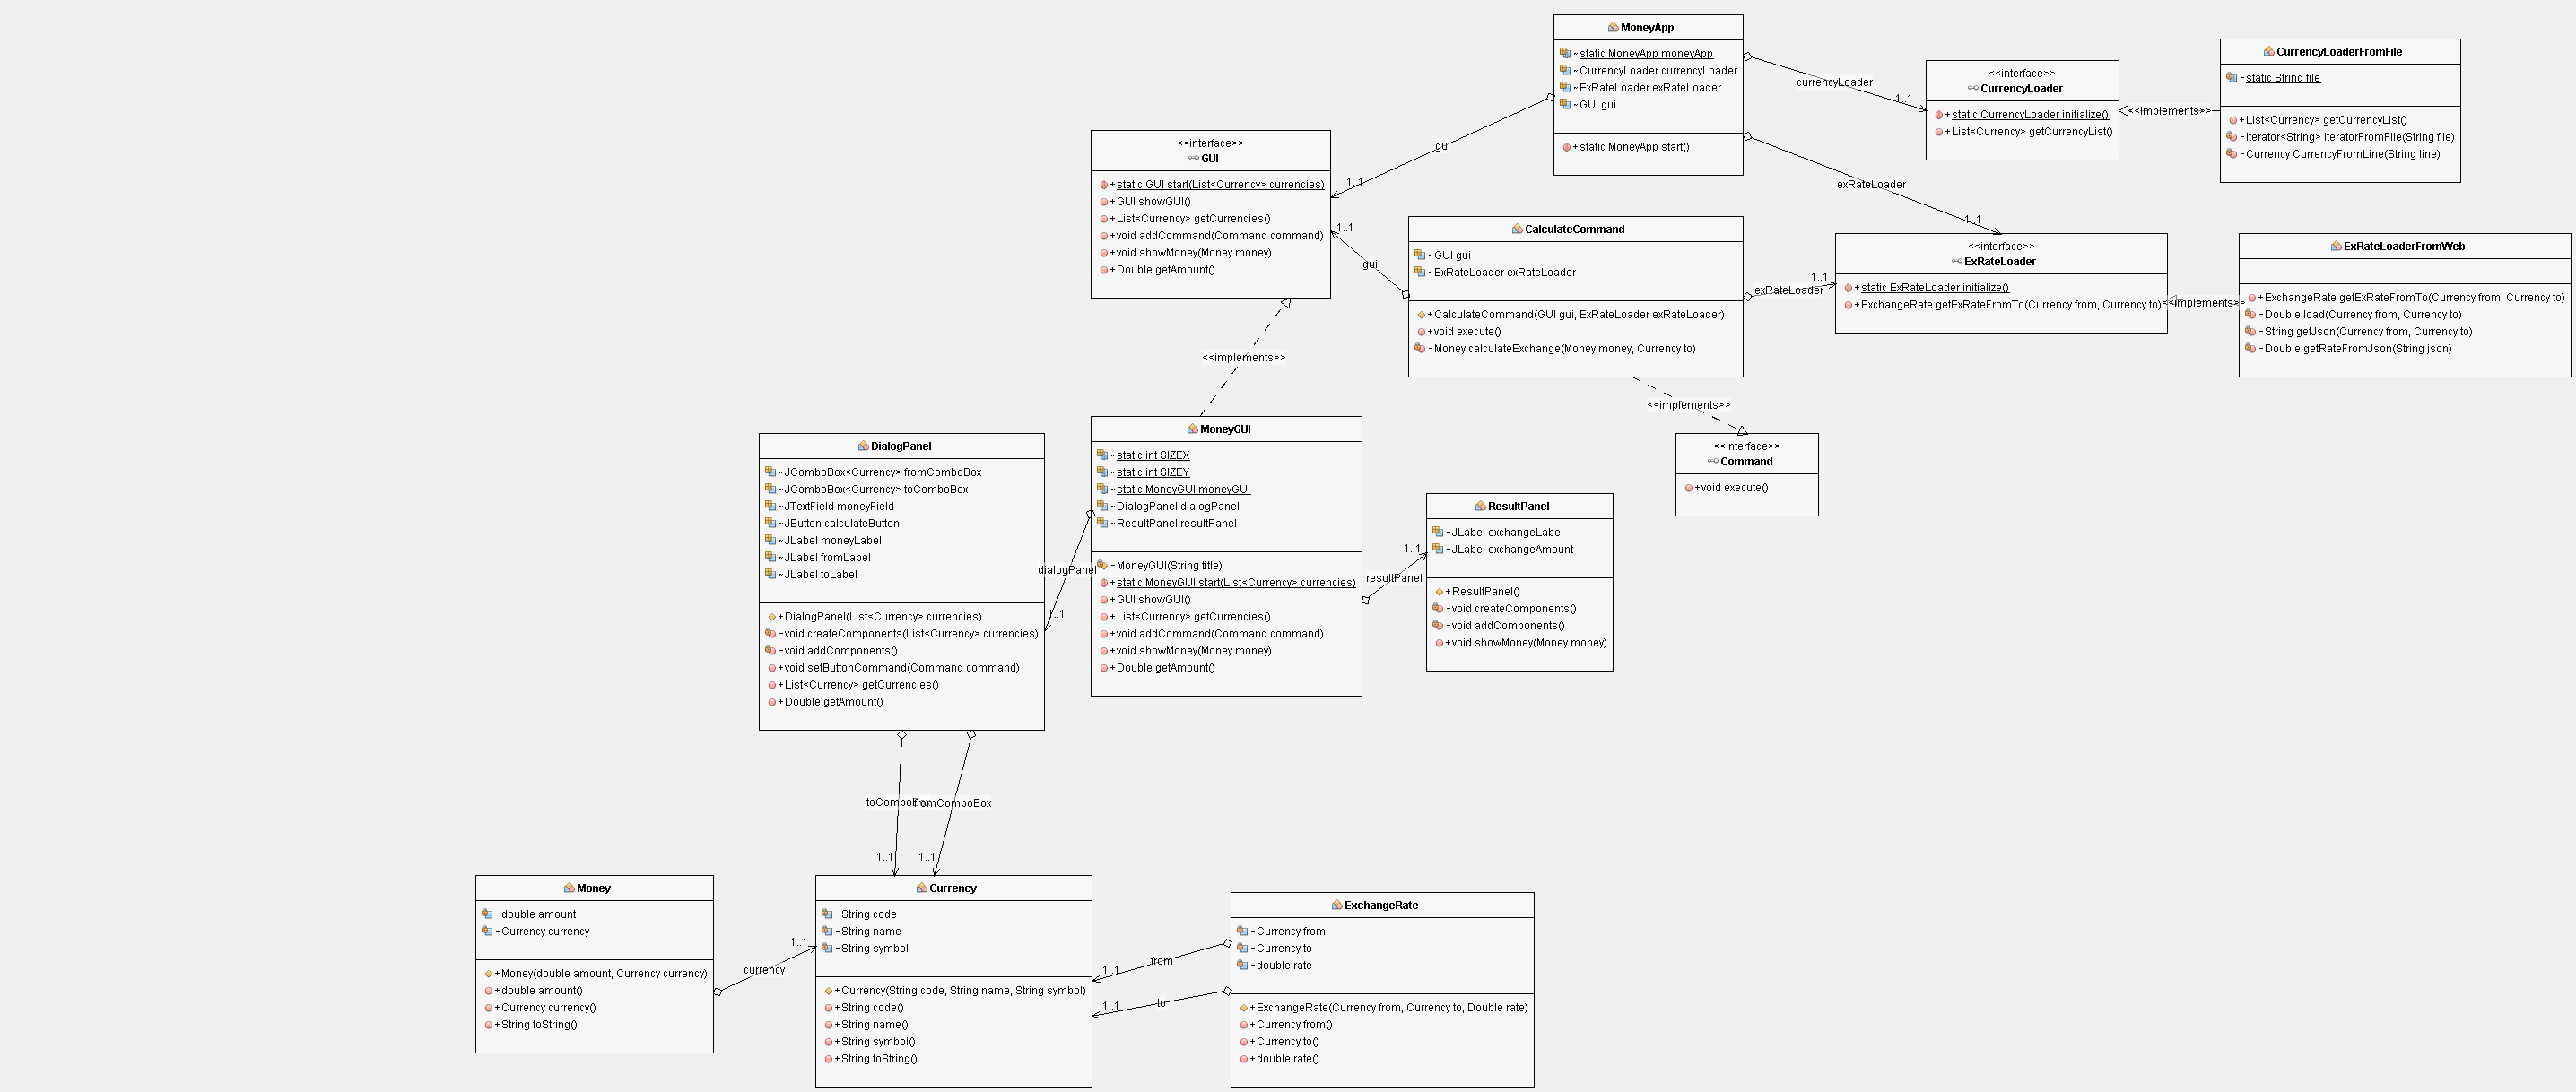 MoneyApp
~static MoneyApp moneyApp
~CurrencyLoader currencyLoader
~ExRateLoader exRateLoader
~GUI gui
+static MoneyApp start()
currencyLoader
1..1
exRateLoader
1..1
gui
1..1
<<interface>>
CurrencyLoader
+static CurrencyLoader initialize()
+List<Currency> getCurrencyList()
<<implements>>
CurrencyLoaderFromFile
-static String file
+List<Currency> getCurrencyList()
-Iterator<String> IteratorFromFile(String file)
-Currency CurrencyFromLine(String line)
<<interface>>
GUI
+static GUI start(List<Currency> currencies)
+GUI showGUI()
+List<Currency> getCurrencies()
+void addCommand(Command command)
+void showMoney(Money money)
+Double getAmount()
1..1
gui
CalculateCommand
~GUI gui
~ExRateLoader exRateLoader
+CalculateCommand(GUI gui, ExRateLoader exRateLoader)
+void execute()
-Money calculateExchange(Money money, Currency to)
exRateLoader
1..1
<<interface>>
ExRateLoader
+static ExRateLoader initialize()
+ExchangeRate getExRateFromTo(Currency from, Currency to)
<<implements>>
ExRateLoaderFromWeb
+ExchangeRate getExRateFromTo(Currency from, Currency to)
-Double load(Currency from, Currency to)
-String getJson(Currency from, Currency to)
-Double getRateFromJson(String json)
<<implements>>
<<implements>>
<<interface>>
Command
+void execute()
DialogPanel
~JComboBox<Currency> fromComboBox
~JComboBox<Currency> toComboBox
~JTextField moneyField
~JButton calculateButton
~JLabel moneyLabel
~JLabel fromLabel
~JLabel toLabel
+DialogPanel(List<Currency> currencies)
-void createComponents(List<Currency> currencies)
-void addComponents()
+void setButtonCommand(Command command)
+List<Currency> getCurrencies()
+Double getAmount()
dialogPanel
1..1
MoneyGUI
~static int SIZEX
~static int SIZEY
~static MoneyGUI moneyGUI
~DialogPanel dialogPanel
~ResultPanel resultPanel
-MoneyGUI(String title)
+static MoneyGUI start(List<Currency> currencies)
+GUI showGUI()
+List<Currency> getCurrencies()
+void addCommand(Command command)
+void showMoney(Money money)
+Double getAmount()
1..1
resultPanel
ResultPanel
~JLabel exchangeLabel
~JLabel exchangeAmount
+ResultPanel()
-void createComponents()
-void addComponents()
+void showMoney(Money money)
toComboBox
fromComboBox
1..1
1..1
Money
-double amount
-Currency currency
+Money(double amount, Currency currency)
+double amount()
+Currency currency()
+String toString()
1..1
currency
Currency
-String code
-String name
-String symbol
+Currency(String code, String name, String symbol)
+String code()
+String name()
+String symbol()
+String toString()
1..1
from
1..1
to
ExchangeRate
-Currency from
-Currency to
-double rate
+ExchangeRate(Currency from, Currency to, Double rate)
+Currency from()
+Currency to()
+double rate()